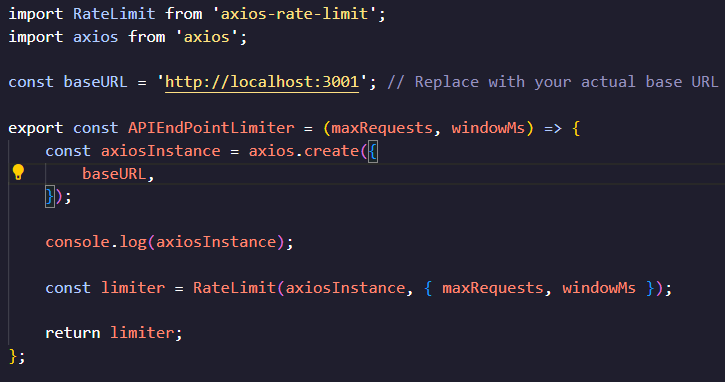 import RateLimit from 'axios-rate-limit';
import axios from 'axios';
const baseURL = 'http://localhost:3001'; // Replace with your actual base URL
export const APIEndPointLimiter = (maxRequests, windowMs) => {
const axiosInstance = axios.create({
baseURL,
});
console.log(axiosInstance);
const limiter = RateLimit(axiosInstance, { maxRequests, windowMs });
return limiter;
};